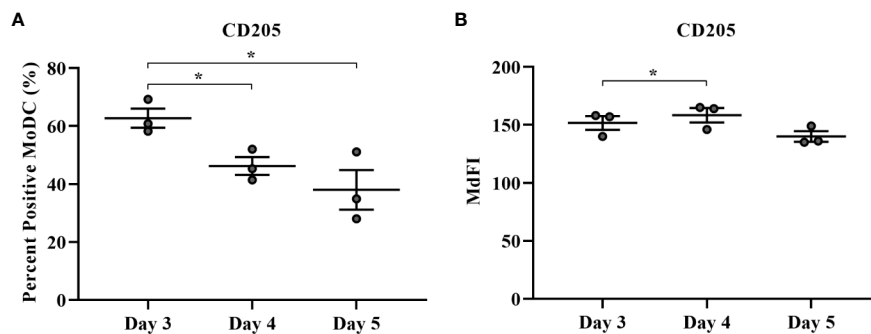 A
CD205
Percent Positive MoDC (%)
80
60
40
20
0
*
*
Day 3
Day 4
Day 5
B
CD205
MdFI
200
150
100
50
0
*
Day 3
Day 4
Day 5